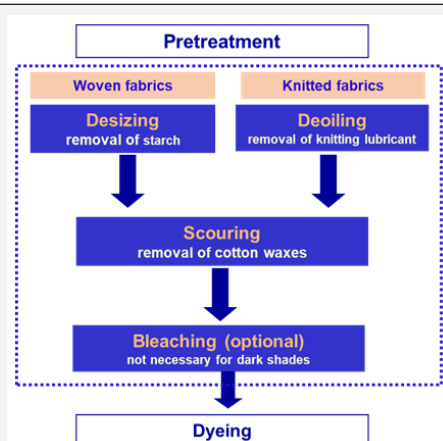 Pretreatment
Woven fabrics
Knitted fabrics
Desizing
removal of starch
Deoiling
removal of knitting lubricant
Scouring
removal of cotton waxes
Bleaching (optional)
not necessary for dark shades
Dyeing